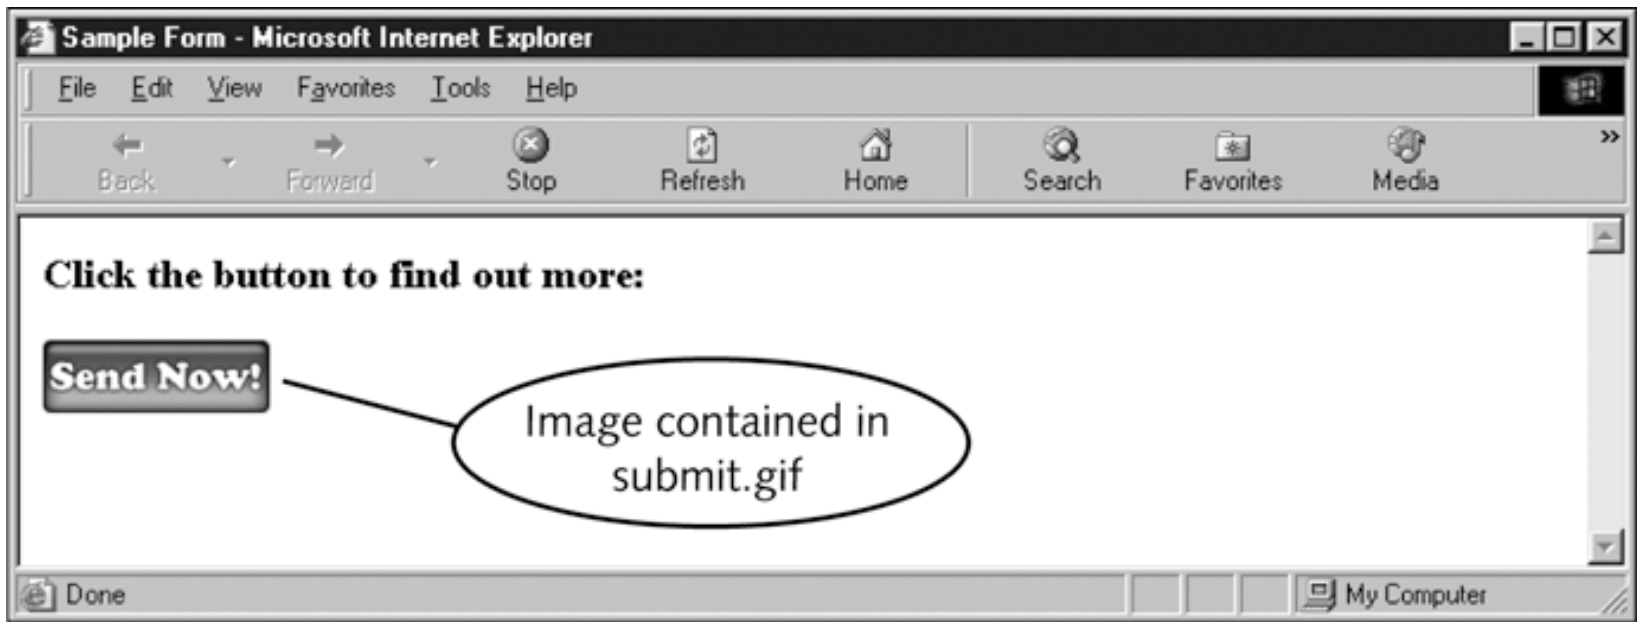 Sample Form - Microsoft Internet Explorer
File Edit View Favorites Tools Help
Back Forward Stop Refresh Home Search Favorites Media »
Click the button to find out more:
Send Now!
Image contained in
submit.gif
Done My Computer